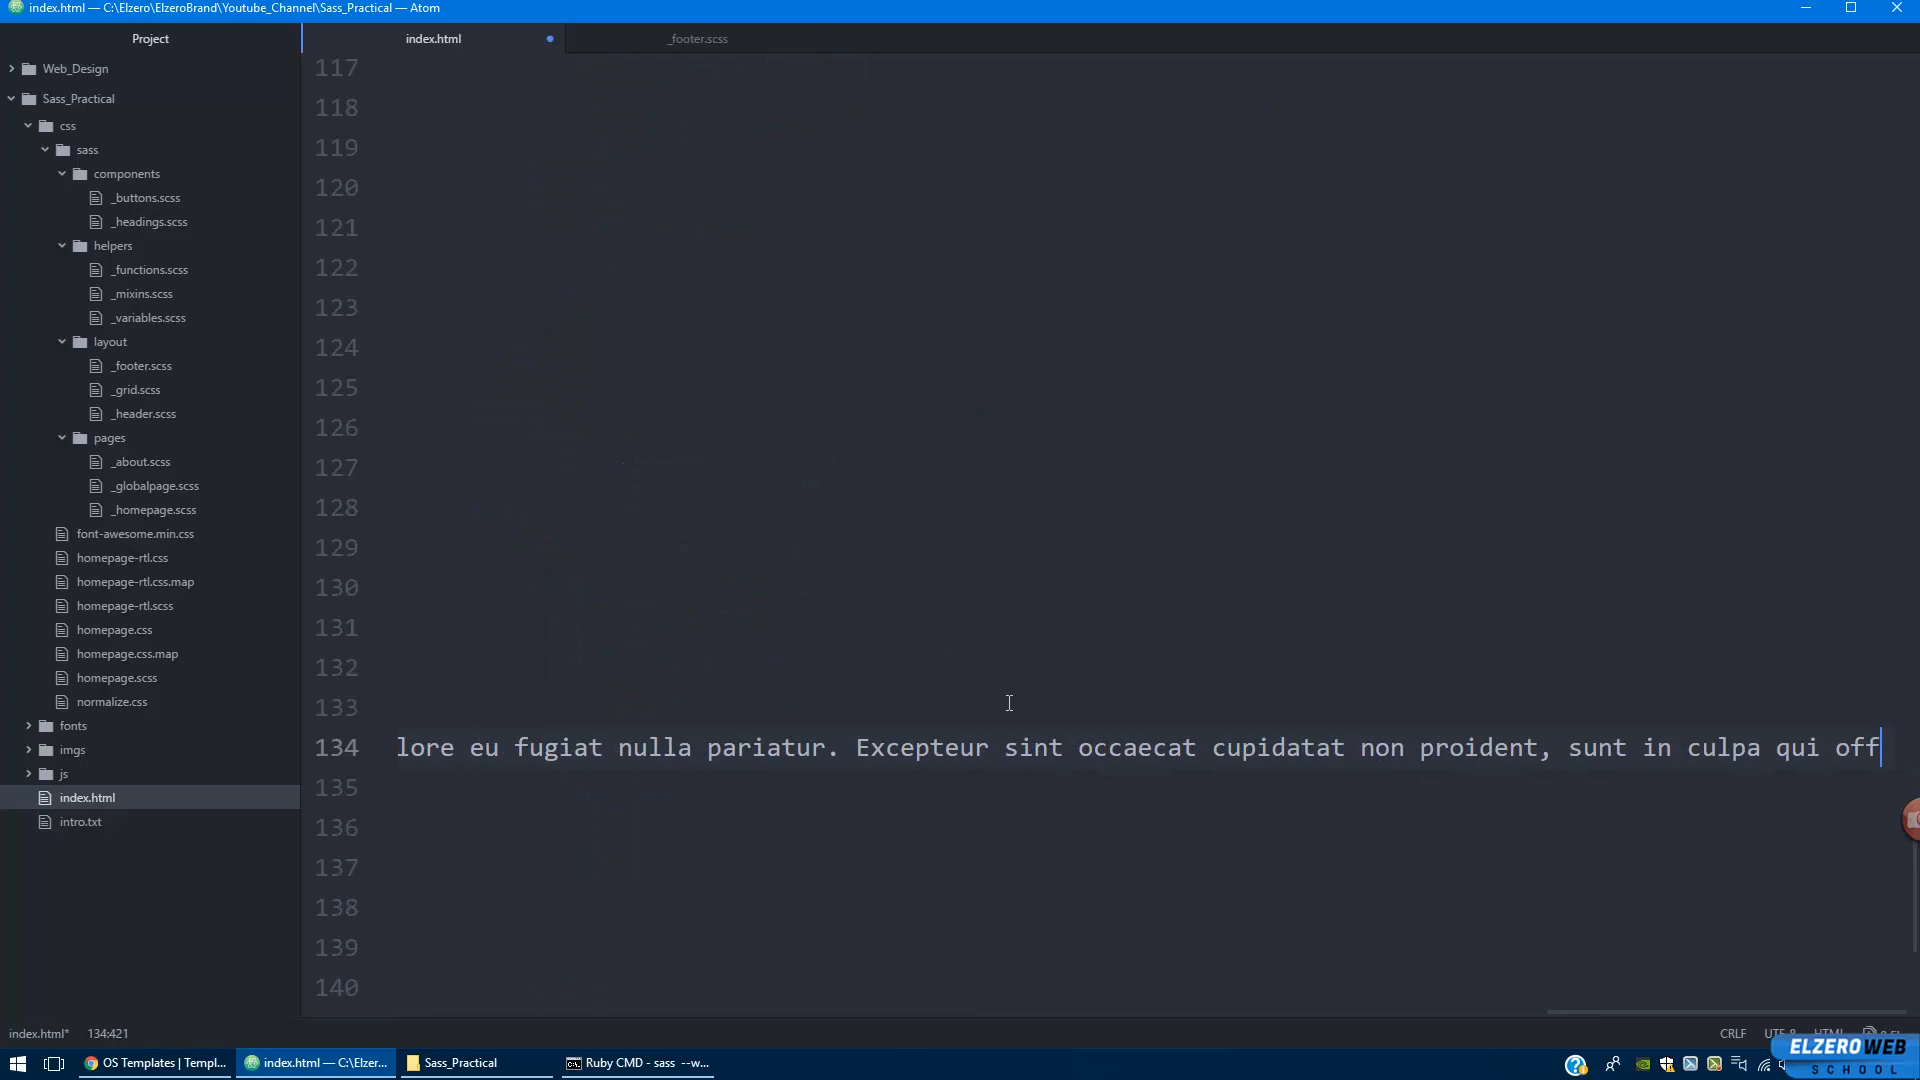 index.html — C:\Elzero\ElzeroBrand\Youtube_Channel\Sass_Practical — Atom
Project
index.html
_footer.scss
Web_Design
Sass_Practical
css
sass
components
_buttons.scss
_headings.scss
helpers
_functions.scss
_mixins.scss
_variables.scss
layout
_footer.scss
_grid.scss
_header.scss
pages
_about.scss
_globalpage.scss
_homepage.scss
font-awesome.min.css
homepage-rtl.css
homepage-rtl.css.map
homepage-rtl.scss
homepage.css
homepage.css.map
homepage.scss
normalize.css
fonts
imgs
js
index.html
intro.txt
117
118
119
120
121
122
123
124
125
126
127
128
129
130
131
132
133
134 lore eu fugiat nulla pariatur. Excepteur sint occaecat cupidatat non proident, sunt in culpa qui off
135
136
137
138
139
140
index.html* 134:421
CRLF UTF-8 HTML
OS Templates | Templ...
index.html — C:\Elzer...
Sass_Practical
Ruby CMD - sass --w...
ELZEROWEB
SCHOOL